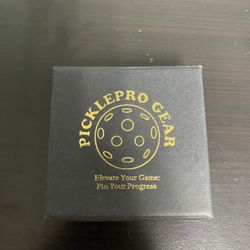 PICKLEPRO GEAR
Elevate Your Game:
Pin Your Progress